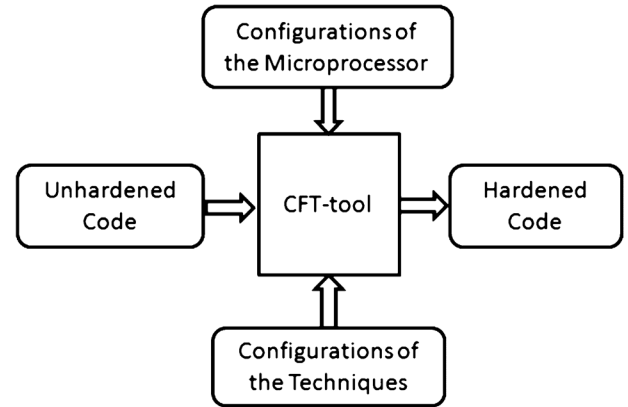 Configurations of
the Microprocessor
Unhardened
Code
CFT-tool
Hardened
Code
Configurations of
the Techniques